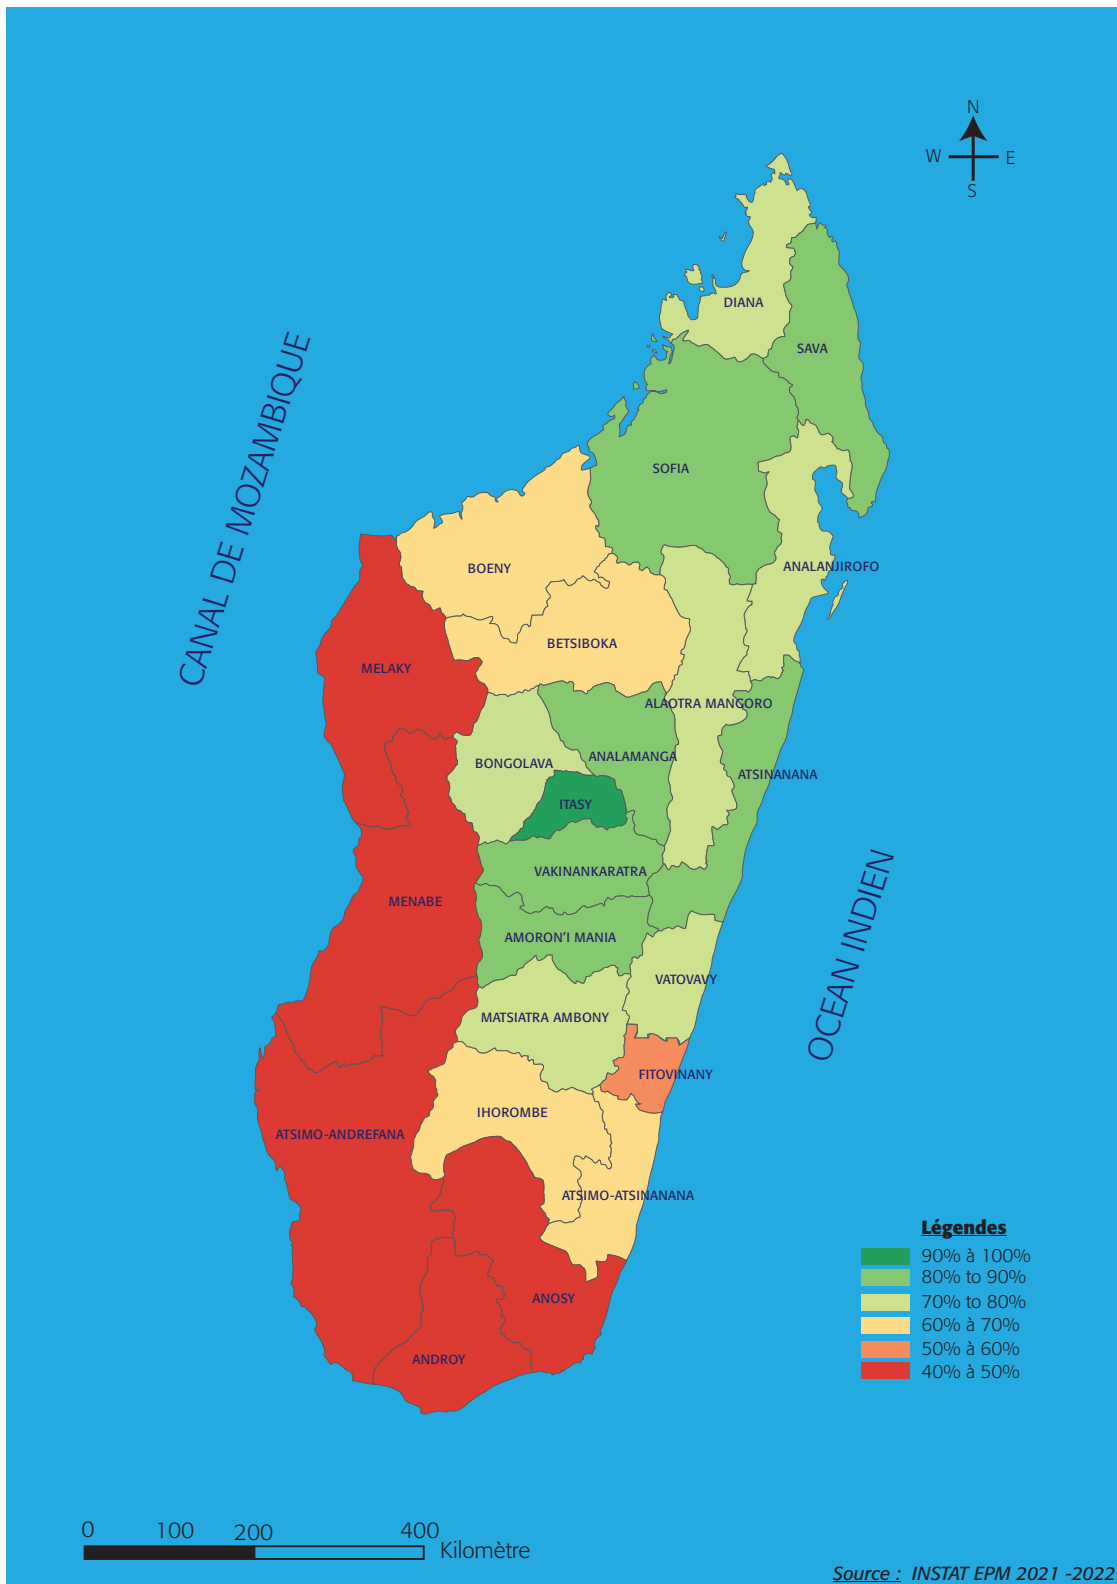 N
W E
S
DIANA
SAVA
CANAL DE MOZAMBIQUE
SOFIA
BOENY
ANALANJIROFO
BETSIBOKA
MELAKY
ALAOTRA MANGORO
ANALAMANGA
BONGOLAVA
ATSINANANA
ITASY
VAKINANKARATRA
MENABE
AMORON'I MANIA
OCEAN INDIEN
VATOVAVY
MATSIATRA AMBONY
FITOVINANY
IHOROMBE
ATSIMO-ANDREFANA
ATSIMO-ATSINANANA
ANOSY
ANDROY
Légendes
90% à 100%
80% to 90%
70% to 80%
60% à 70%
50% à 60%
40% à 50%
0 100 200 400
Kilomètre
Source : INSTAT EPM 2021 -2022